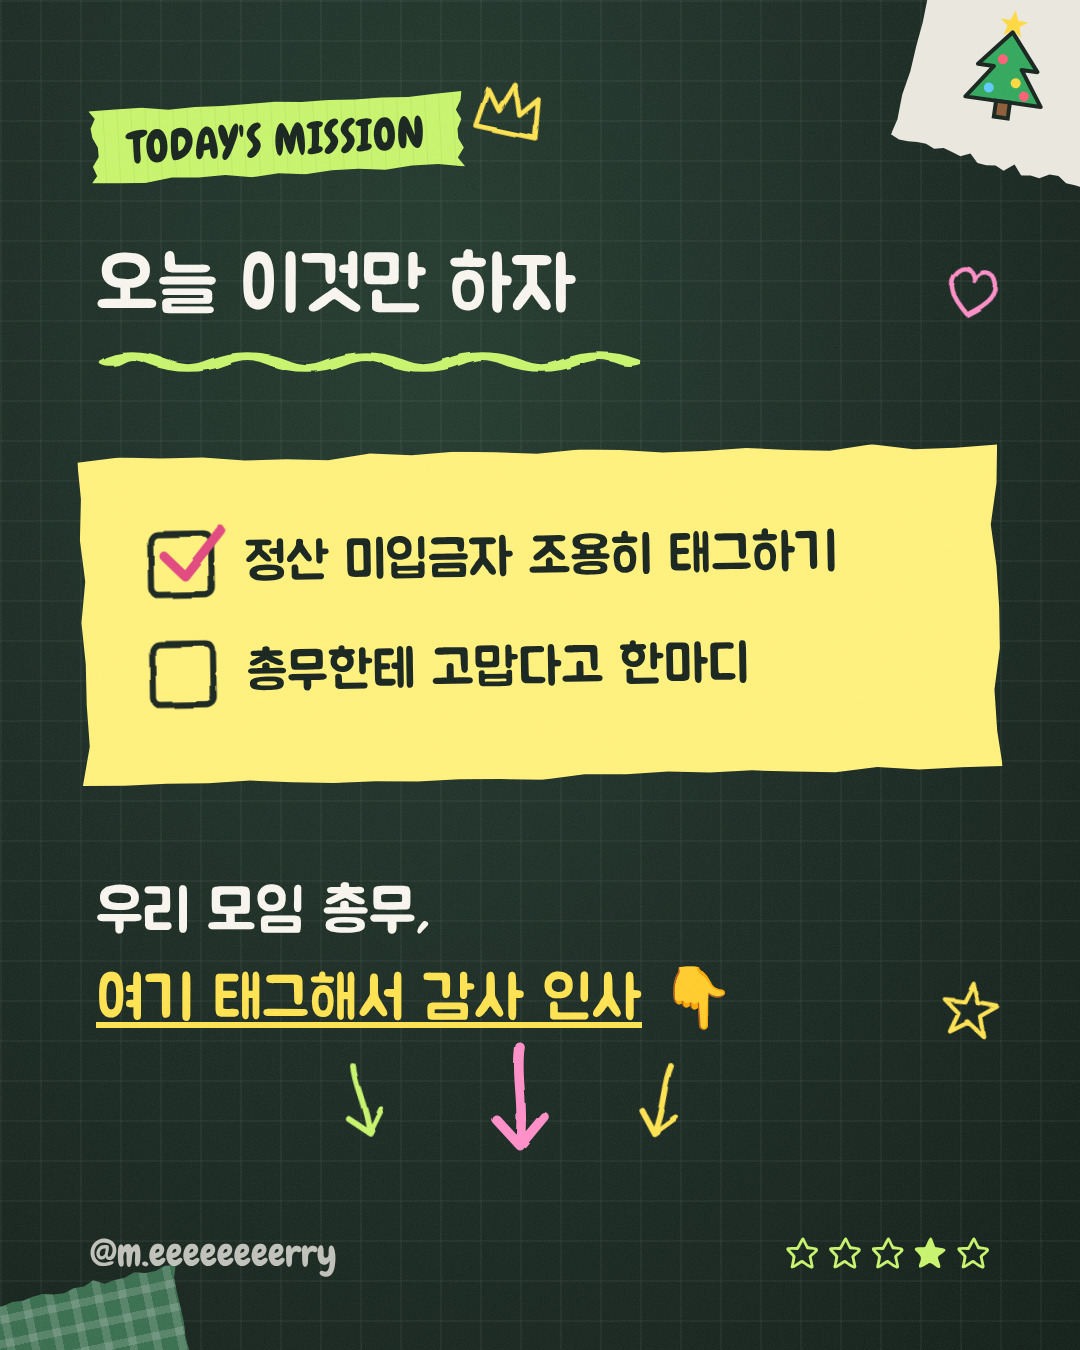 TODAY'S MISSION
오늘 이것만 하자
정산 미입금자 조용히 태그하기
총무한테 고맙다고 한마디
우리 모임 총무,
여기 태그해서 감사 인사 👇
@m.eeeeeeeerry